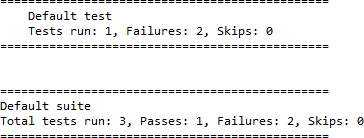 ===============================================
Default test
Tests run: 1, Failures: 2, Skips: 0
===============================================
===============================================
Default suite
Total tests run: 3, Passes: 1, Failures: 2, Skips: 0
===============================================